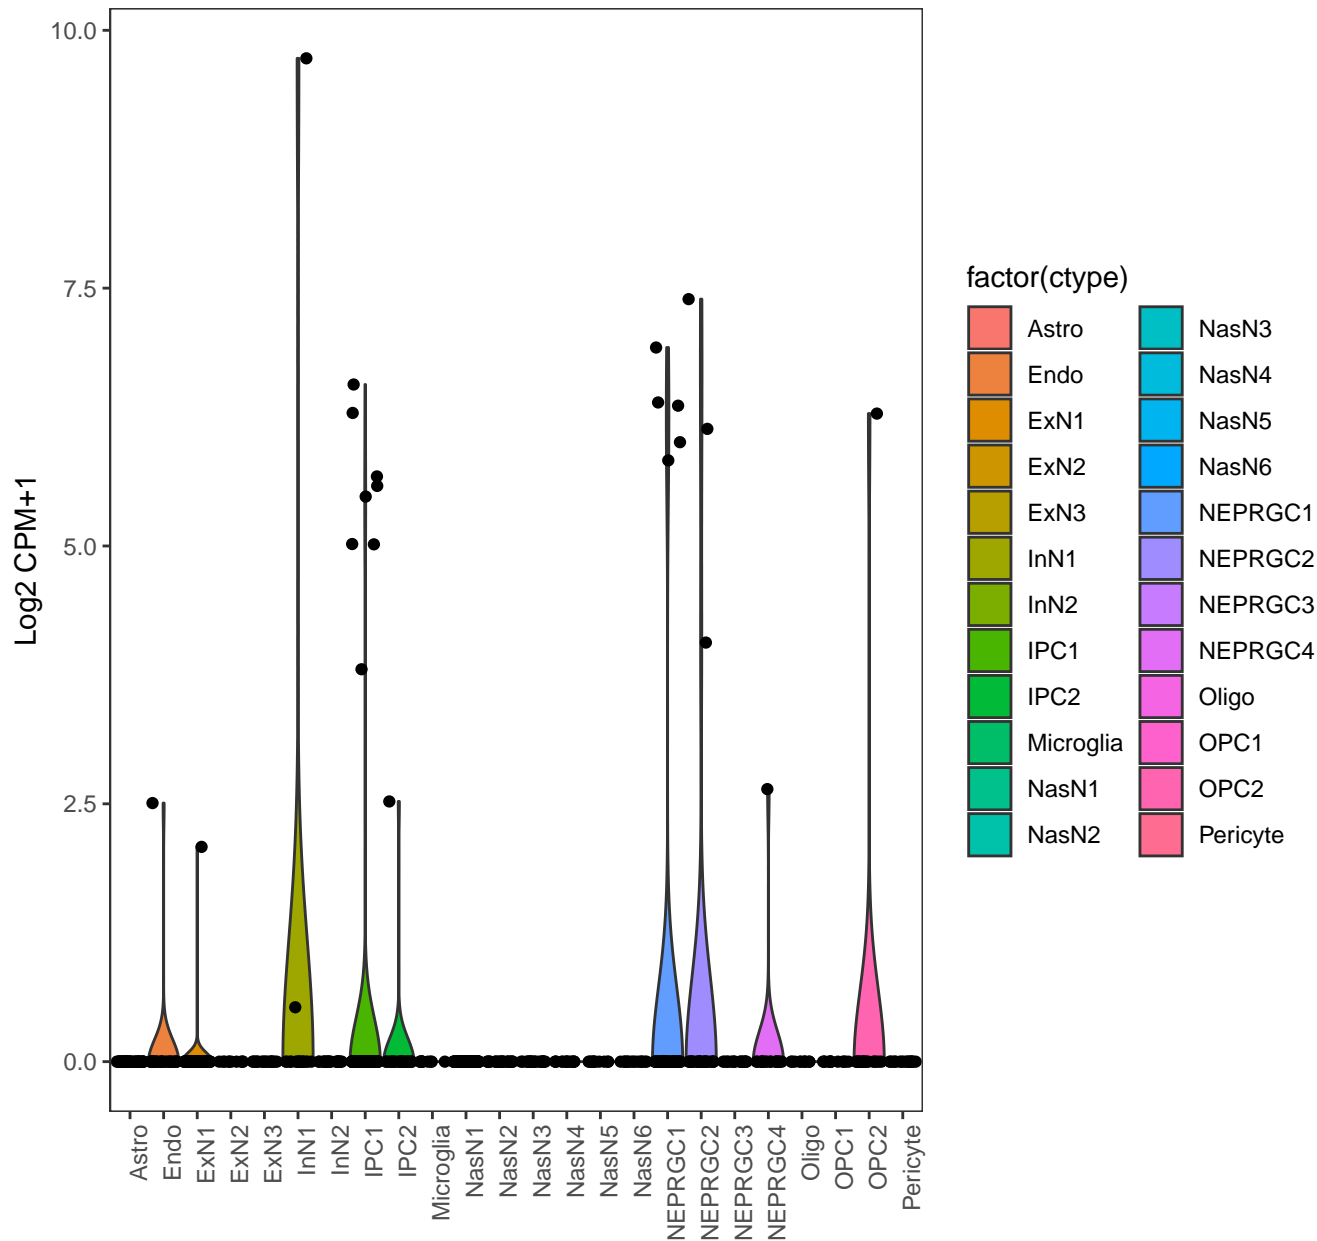 10.0
7.5
5.0
2.5
0.0
Log2 CPM+1
Astro
Endo
ExN1
ExN2
ExN3
InN1
InN2
IPC1
IPC2
Microglia
NasN1
NasN2
NasN3
NasN4
NasN5
NasN6
NEPRGC1
NEPRGC2
NEPRGC3
NEPRGC4
Oligo
OPC1
OPC2
Pericyte
factor(ctype)
Astro
Endo
ExN1
ExN2
ExN3
InN1
InN2
IPC1
IPC2
Microglia
NasN1
NasN2
NasN3
NasN4
NasN5
NasN6
NEPRGC1
NEPRGC2
NEPRGC3
NEPRGC4
Oligo
OPC1
OPC2
Pericyte